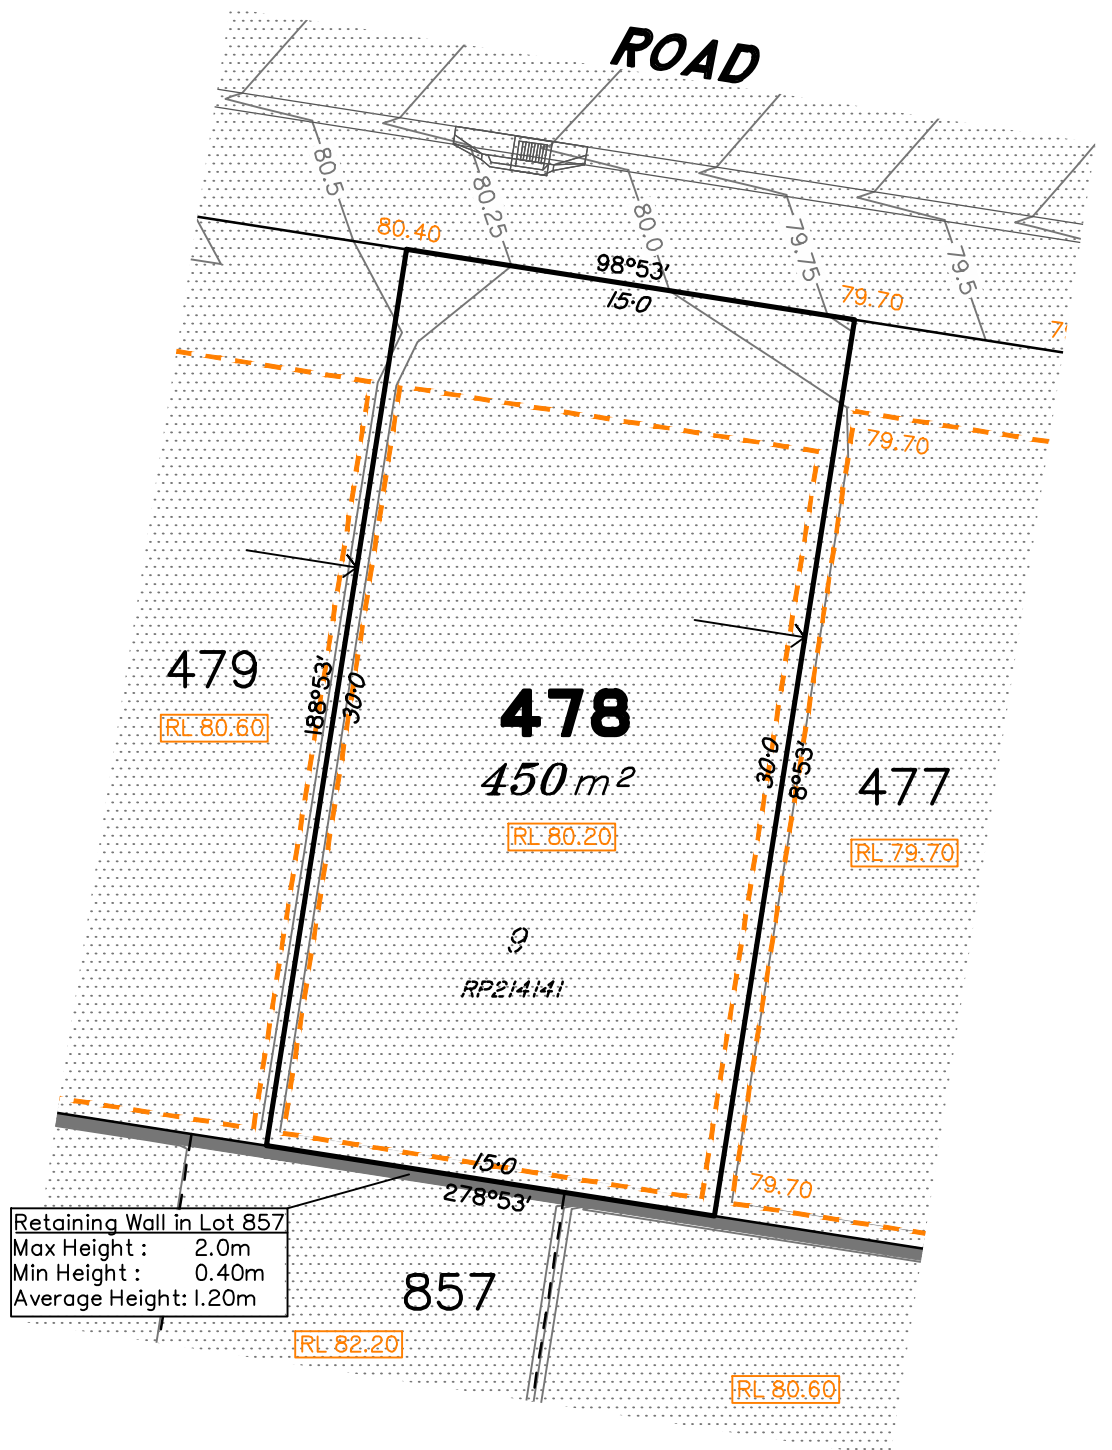 ROAD
80.5
80.25
80.0
79.75
79.5
80.40
98°53'
15·0
79.70
79.70
479
RL 80.60
188°53'
30·0
478
450 m²
RL 80.20
30·0
8°53'
477
RL 79.70
9
RP214141
15·0
278°53'
79.70
Retaining Wall in Lot 857
Max Height : 2.0m
Min Height : 0.40m
Average Height: 1.20m
857
RL 82.20
RL 80.60